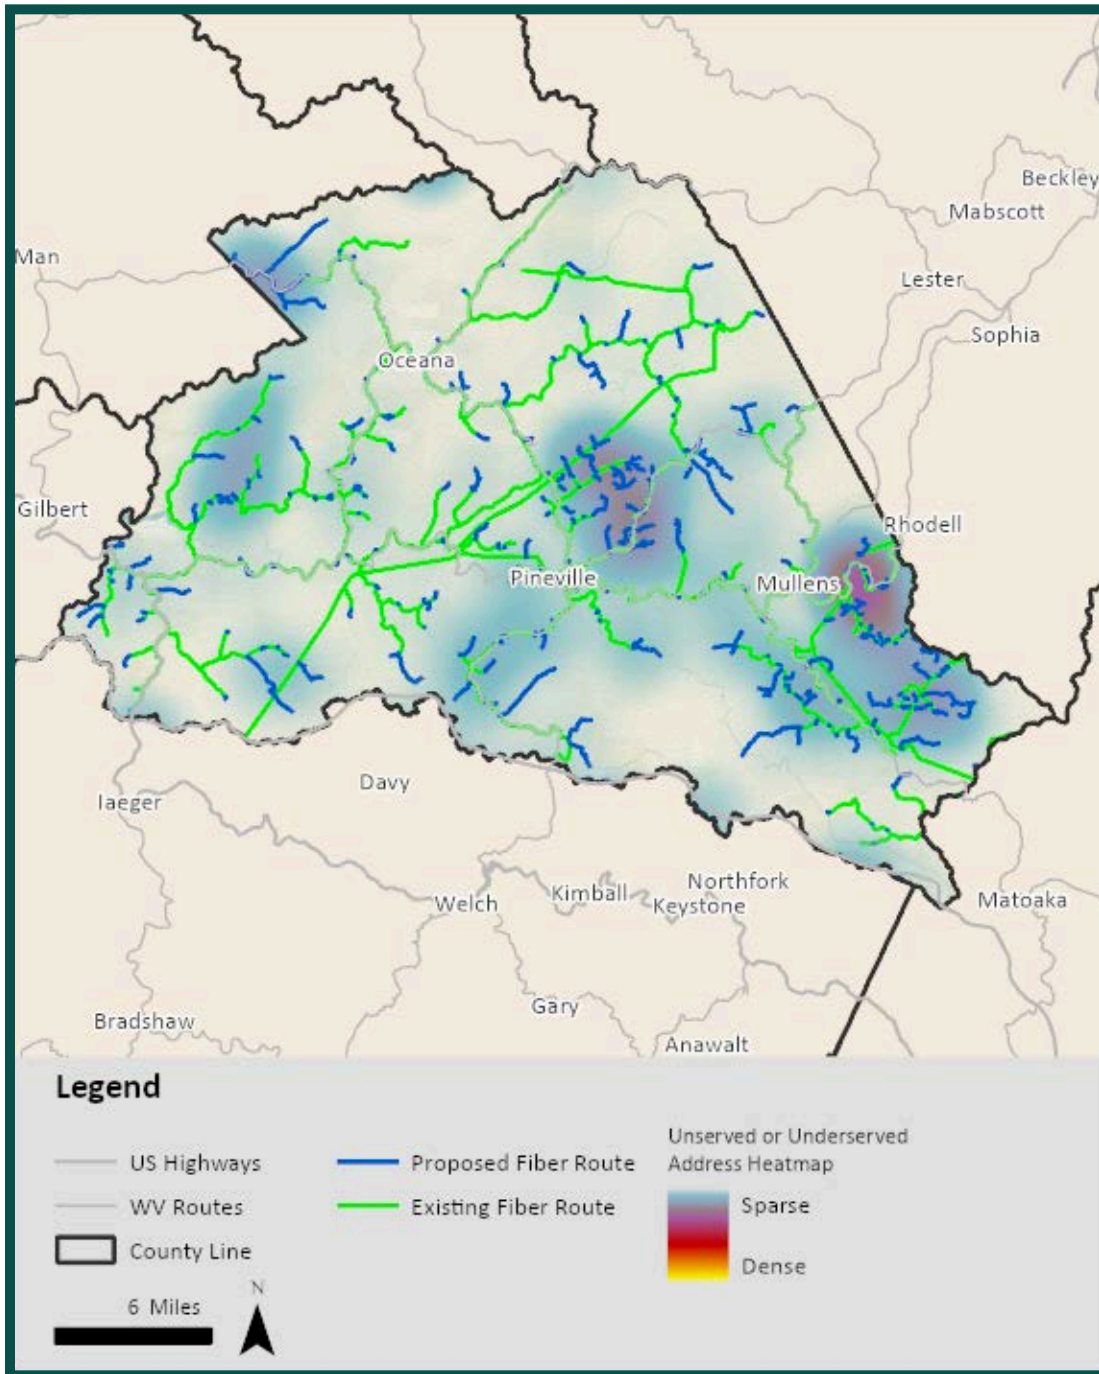 Beckley
Mabscott
Man
Lester
Sophia
Oceana
Gilbert
Rhodell
Pineville
Mullens
Davy
Iaeger
Northfork
Kimball
Keystone
Welch
Matoaka
Gary
Bradshaw
Anawalt
Legend
US Highways
WV Routes
County Line
6 Miles
N
Proposed Fiber Route
Existing Fiber Route
Unserved or Underserved
Address Heatmap
Sparse
Dense